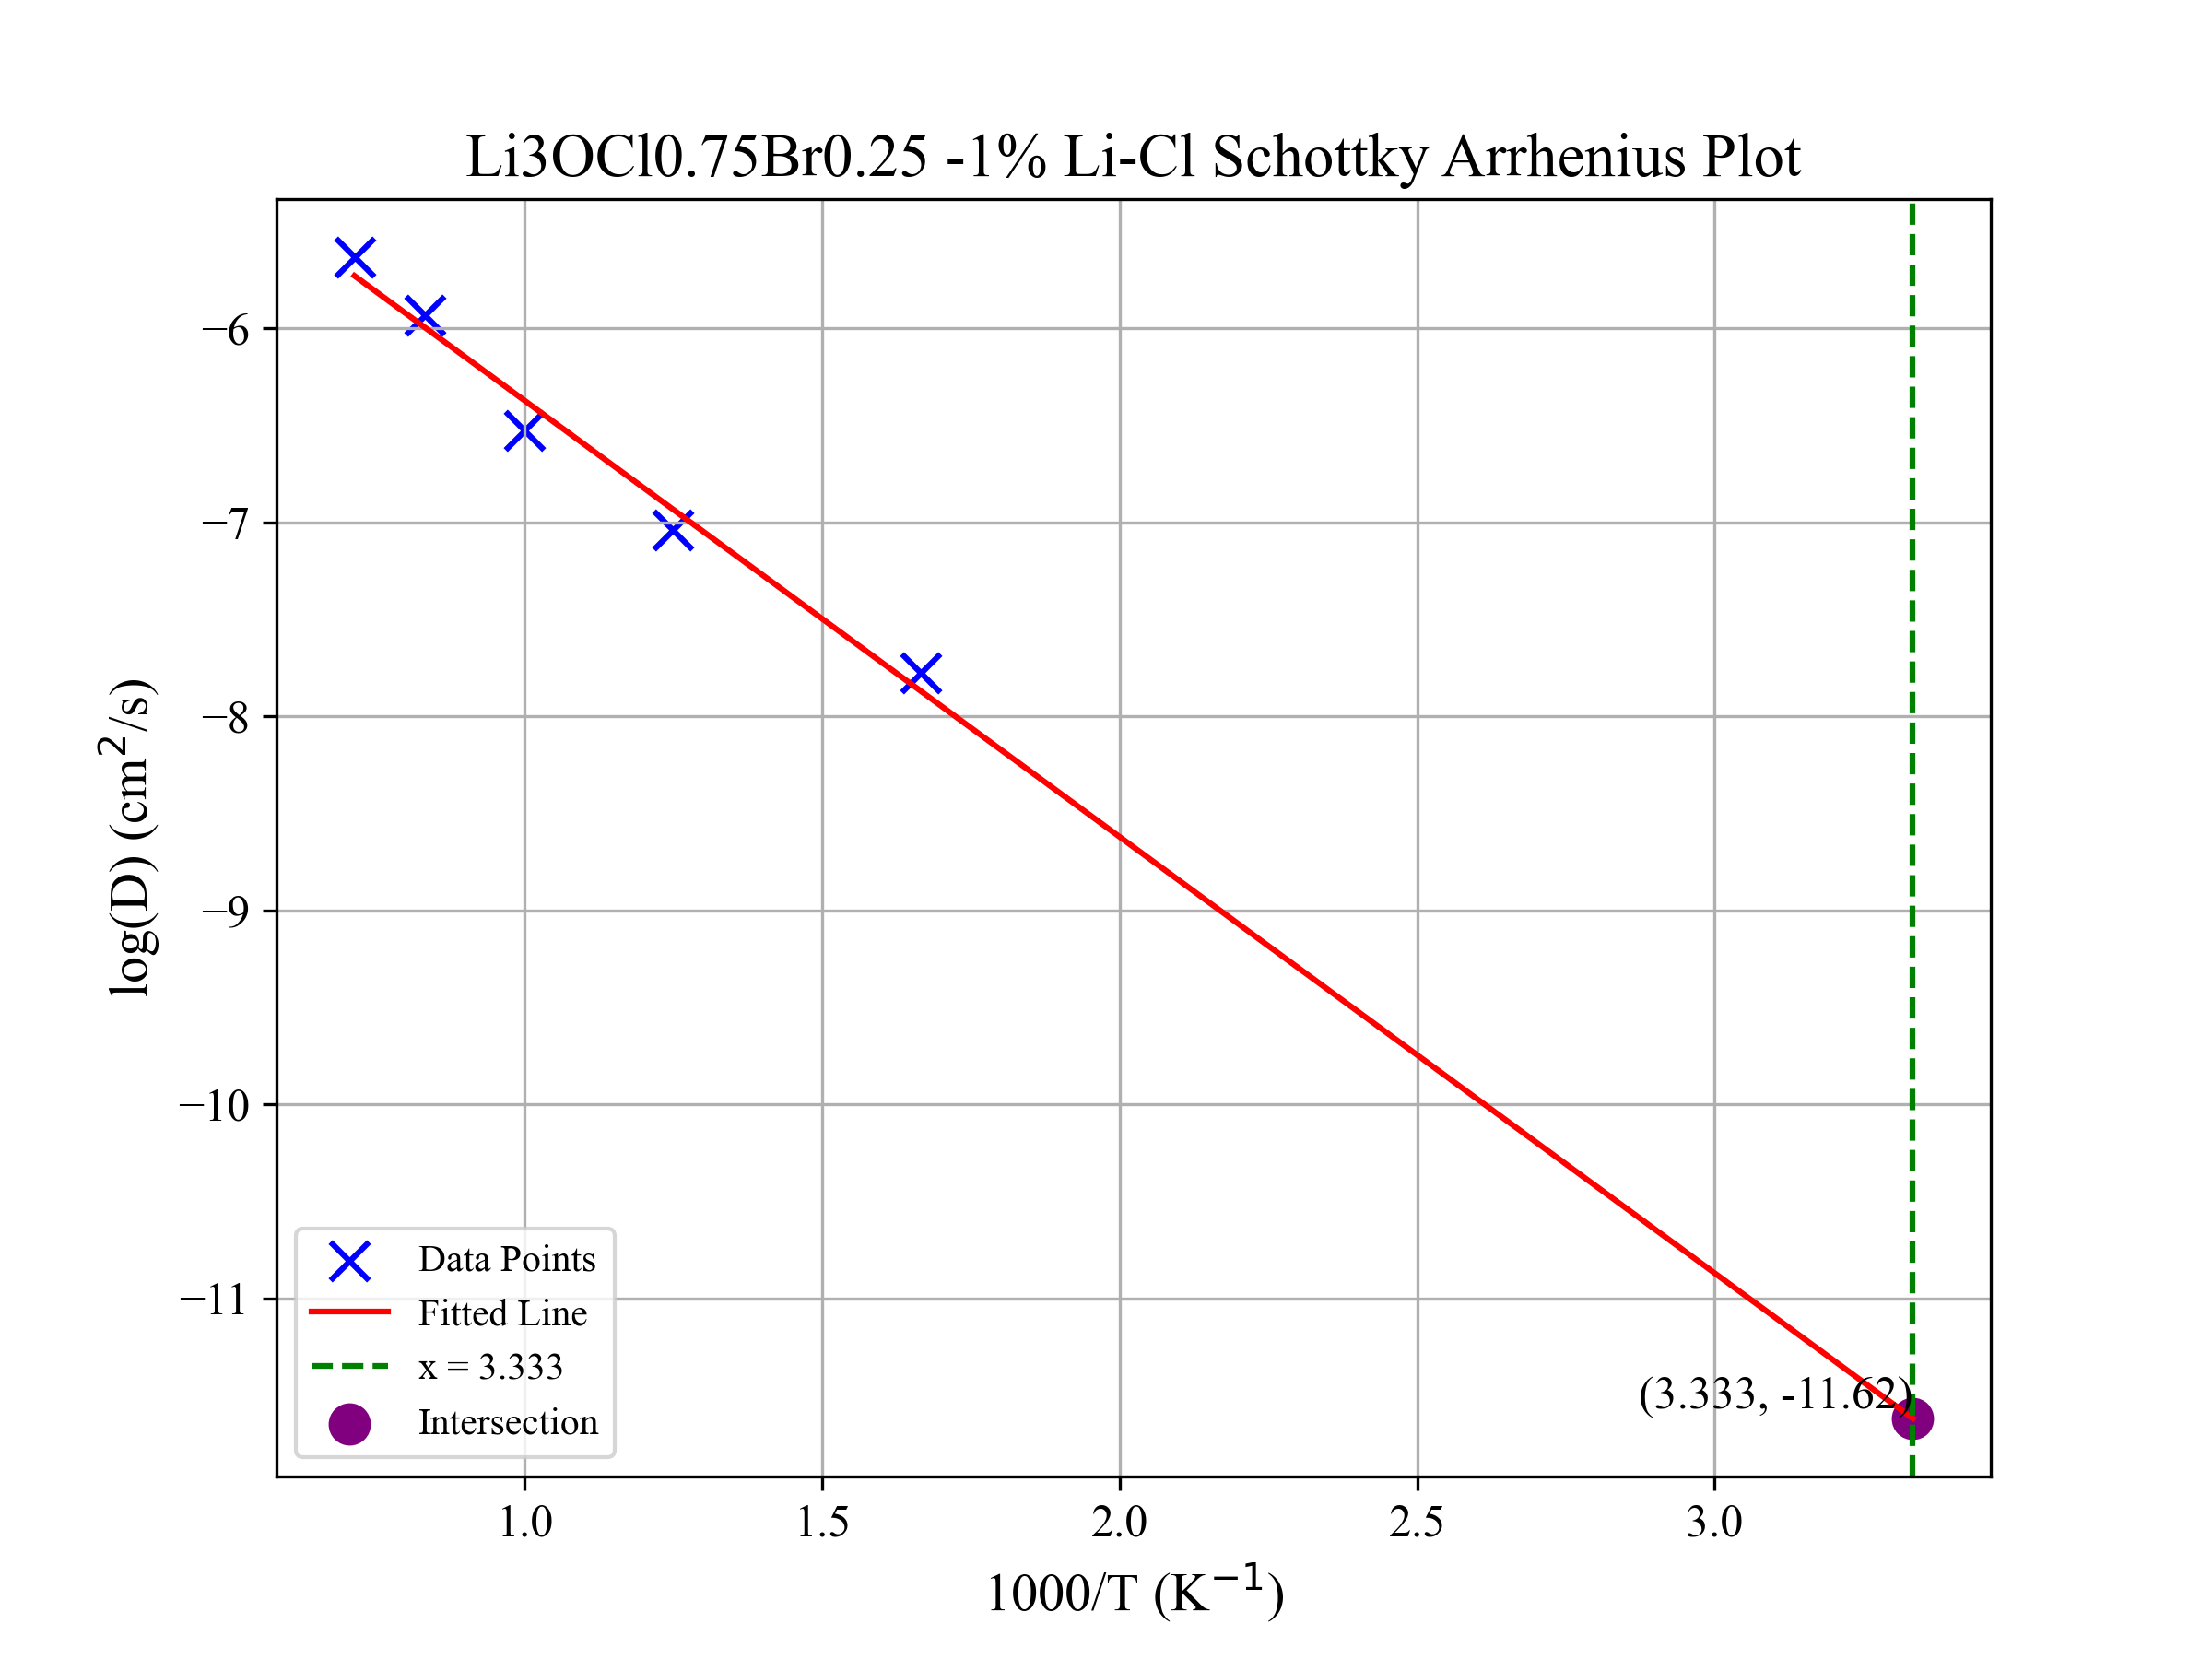 Li3OCl0.75Br0.25 -1% Li-Cl Schottky Arrhenius Plot
log(D) (cm²/s)
−6
−7
−8
−9
−10
−11
Data Points
Fitted Line
x = 3.333
Intersection
(3.333, -11.62)
1.0 1.5 2.0 2.5 3.0
1000/T (K⁻¹)